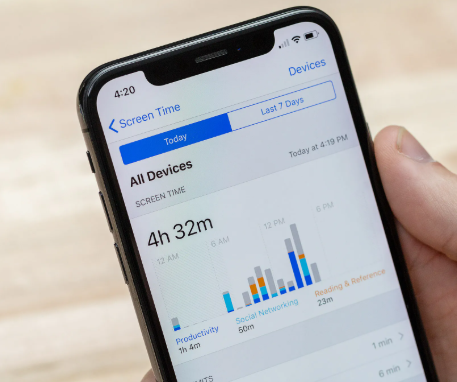 4:20
Screen Time
Devices
Today
Last 7 Days
All Devices
Today at 4:19 PM
SCREEN TIME
4h 32m
12 AM
6 AM
12 PM
6 PM
Productivity
Social Networking
Reading & Reference
1h 4m
60m
23m
1 min
6 min